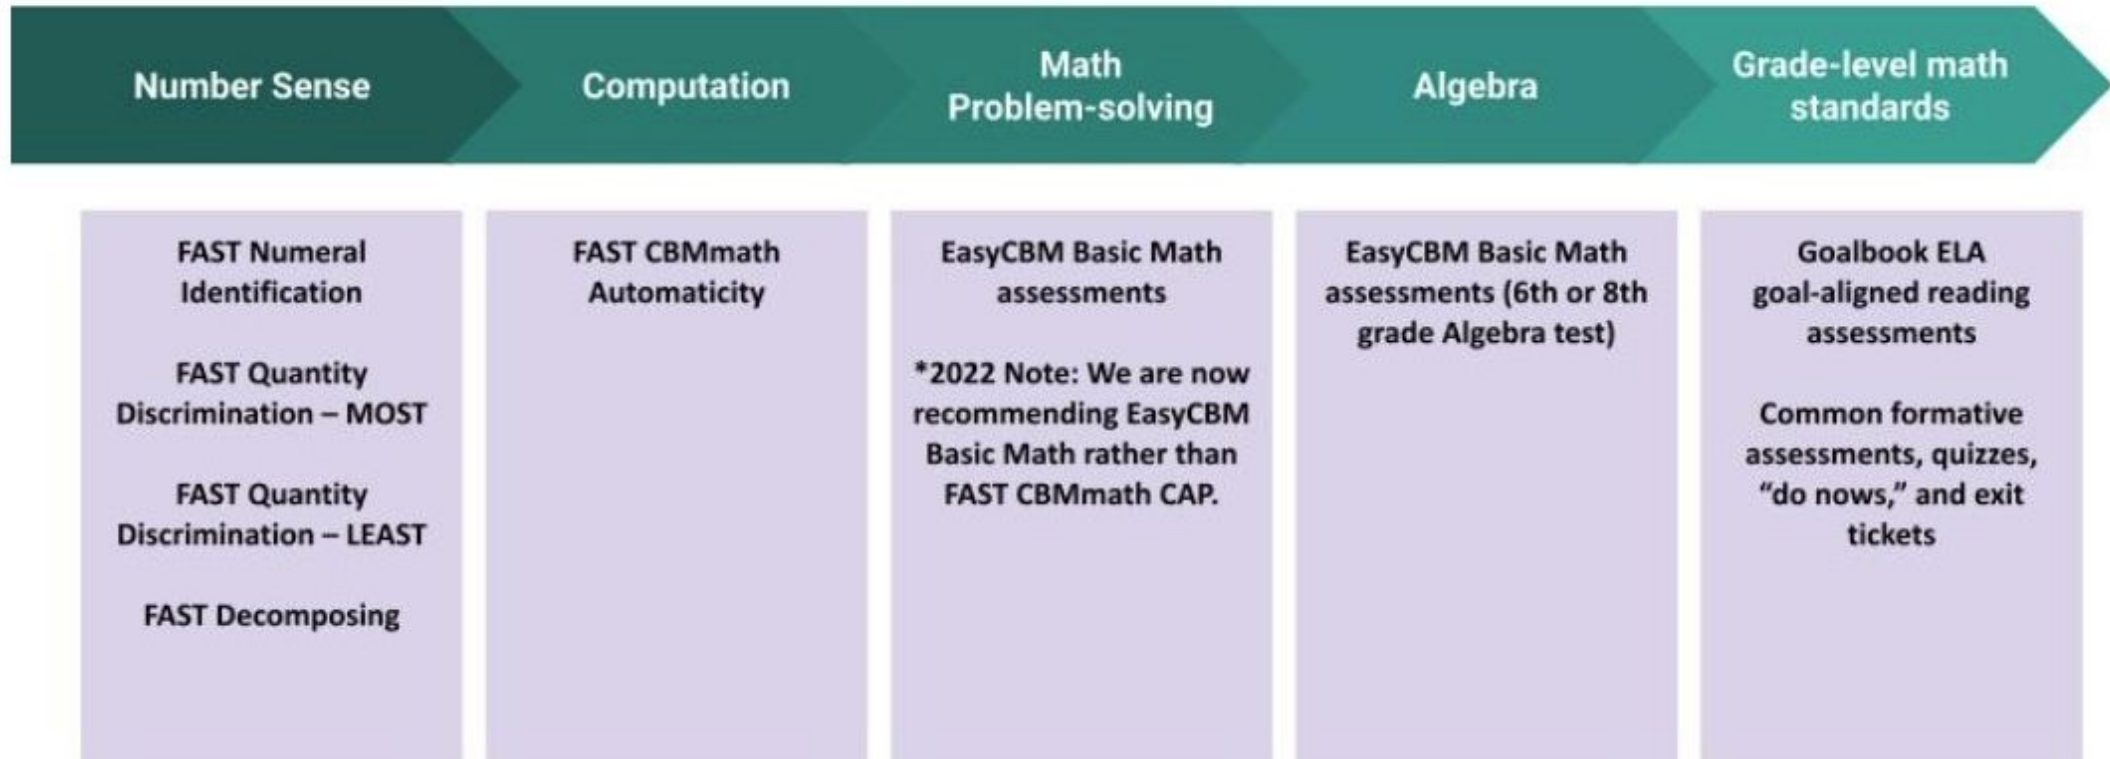 Number Sense
Computation
Math
Problem-solving
Algebra
Grade-level math
standards
FAST Numeral
Identification
FAST Quantity
Discrimination – MOST
FAST Quantity
Discrimination – LEAST
FAST Decomposing
FAST CBMmath
Automaticity
EasyCBM Basic Math
assessments
*2022 Note: We are now
recommending EasyCBM
Basic Math rather than
FAST CBMmath CAP.
EasyCBM Basic Math
assessments (6th or 8th
grade Algebra test)
Goalbook ELA
goal-aligned reading
assessments
Common formative
assessments, quizzes,
“do nows,” and exit
tickets